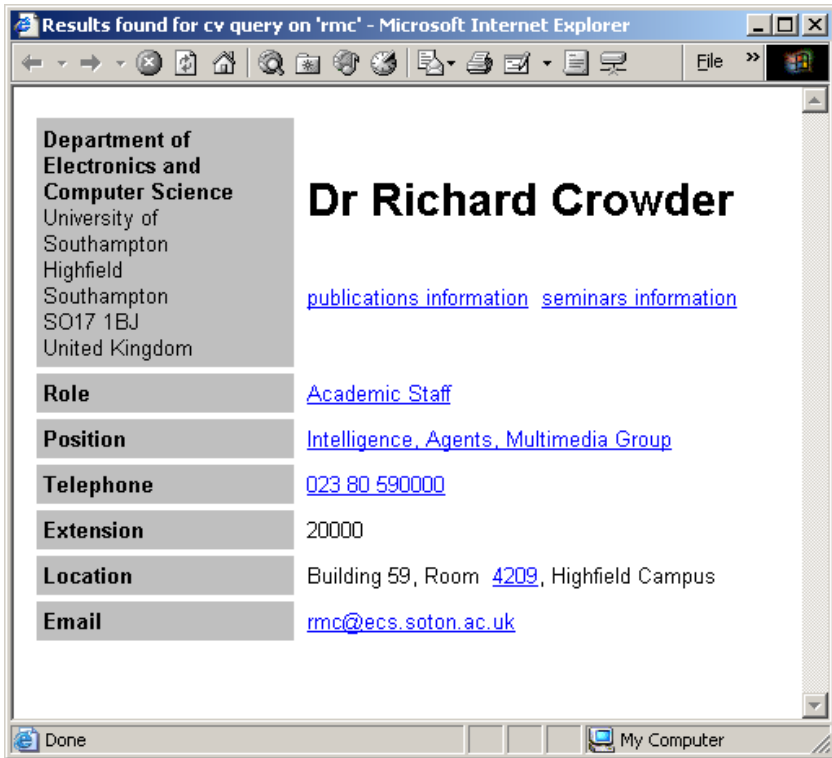 Results found for cv query on 'rmc' - Microsoft Internet Explorer
File »
Department of
Electronics and
Computer Science
University of
Southampton
Highfield
Southampton
SO17 1BJ
United Kingdom
Dr Richard Crowder
publications information seminars information
Role Academic Staff
Position Intelligence, Agents, Multimedia Group
Telephone 023 80 590000
Extension 20000
Location Building 59, Room 4209, Highfield Campus
Email rmc@ecs.soton.ac.uk
Done My Computer